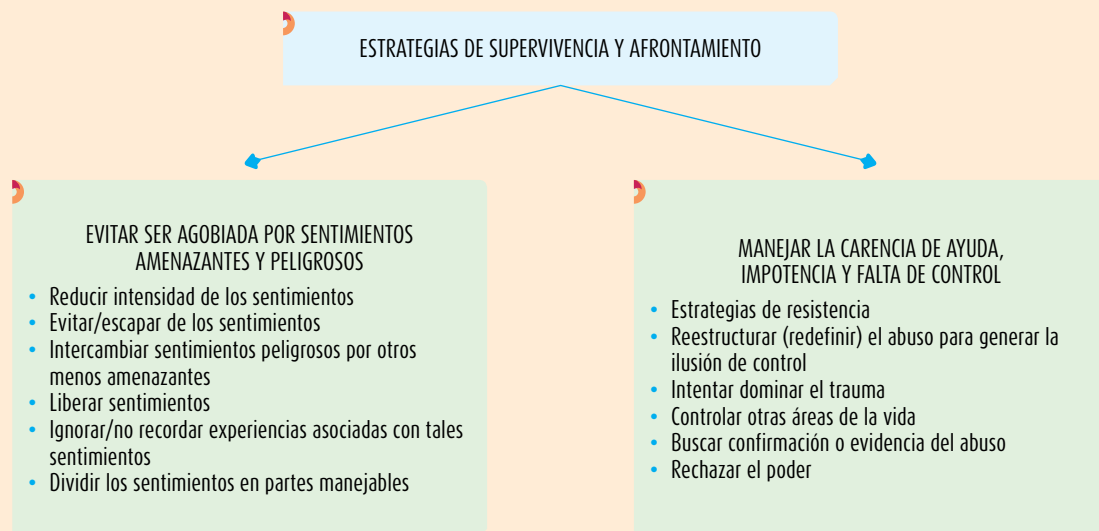 ESTRATEGIAS DE SUPERVIVENCIA Y AFRONTAMIENTO
EVITAR SER AGOBIADA POR SENTIMIENTOS
AMENAZANTES Y PELIGROSOS
• Reducir intensidad de los sentimientos
• Evitar/escapar de los sentimientos
• Intercambiar sentimientos peligrosos por otros
menos amenazantes
• Liberar sentimientos
• Ignorar/no recordar experiencias asociadas con tales
sentimientos
• Dividir los sentimientos en partes manejables
MANEJAR LA CARENCIA DE AYUDA,
IMPOTENCIA Y FALTA DE CONTROL
• Estrategias de resistencia
• Reestructurar (redefinir) el abuso para generar la
ilusión de control
• Intentar dominar el trauma
• Controlar otras áreas de la vida
• Buscar confirmación o evidencia del abuso
• Rechazar el poder